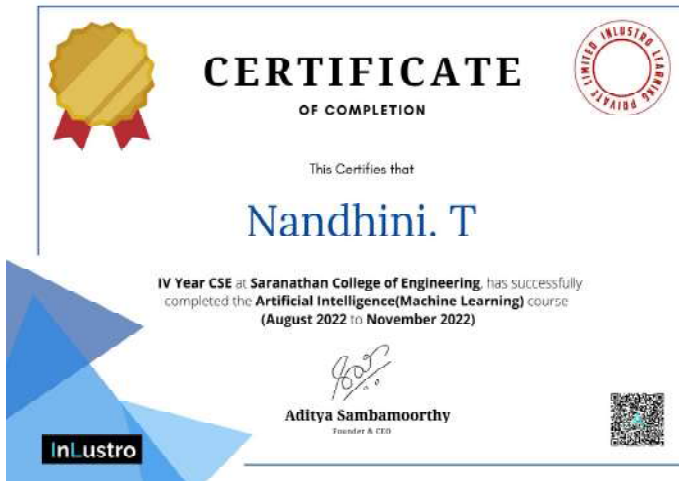 CERTIFICATE
OF COMPLETION
INLUSTRO LEARNING PRIVATE LIMITED
This Certifies that
Nandhini. T
IV Year CSE at Saranathan College of Engineering, has successfully
completed the Artificial Intelligence(Machine Learning) course
(August 2022 to November 2022)
Aditya Sambamoorthy
Founder & CEO
InLustro